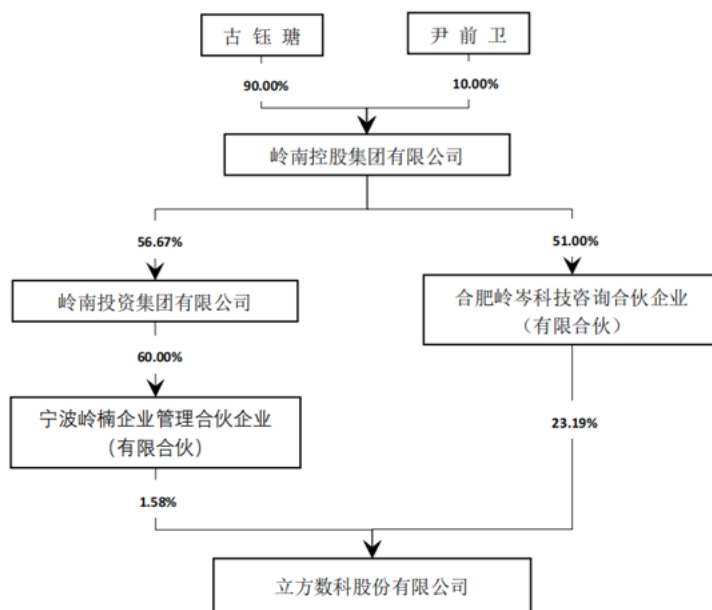 古 钰 瑭
尹 前 卫
90.00%
10.00%
岭南控股集团有限公司
56.67%
51.00%
岭南投资集团有限公司
合肥岭岑科技咨询合伙企业
（有限合伙）
60.00%
宁波岭楠企业管理合伙企业
（有限合伙）
23.19%
1.58%
立方数科股份有限公司